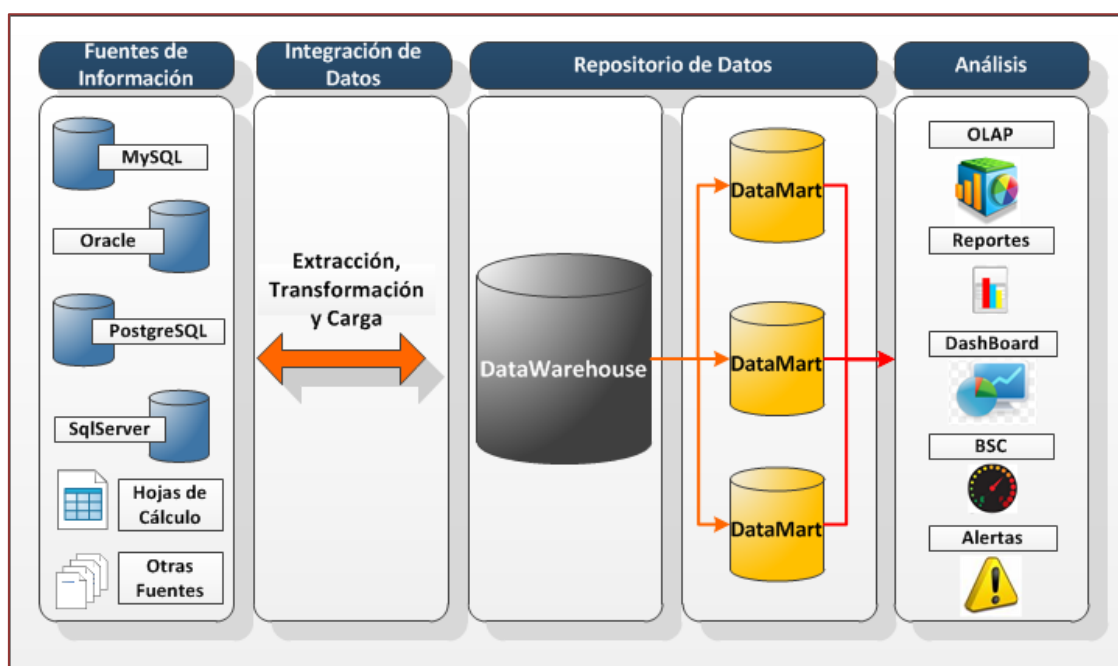 Fuentes de
Información
Integración de
Datos
Repositorio de Datos
Análisis
MySQL
Oracle
PostgreSQL
SqlServer
Hojas de
Cálculo
Otras
Fuentes
Extracción,
Transformación
y Carga
DataWarehouse
DataMart
DataMart
DataMart
OLAP
Reportes
DashBoard
BSC
Alertas